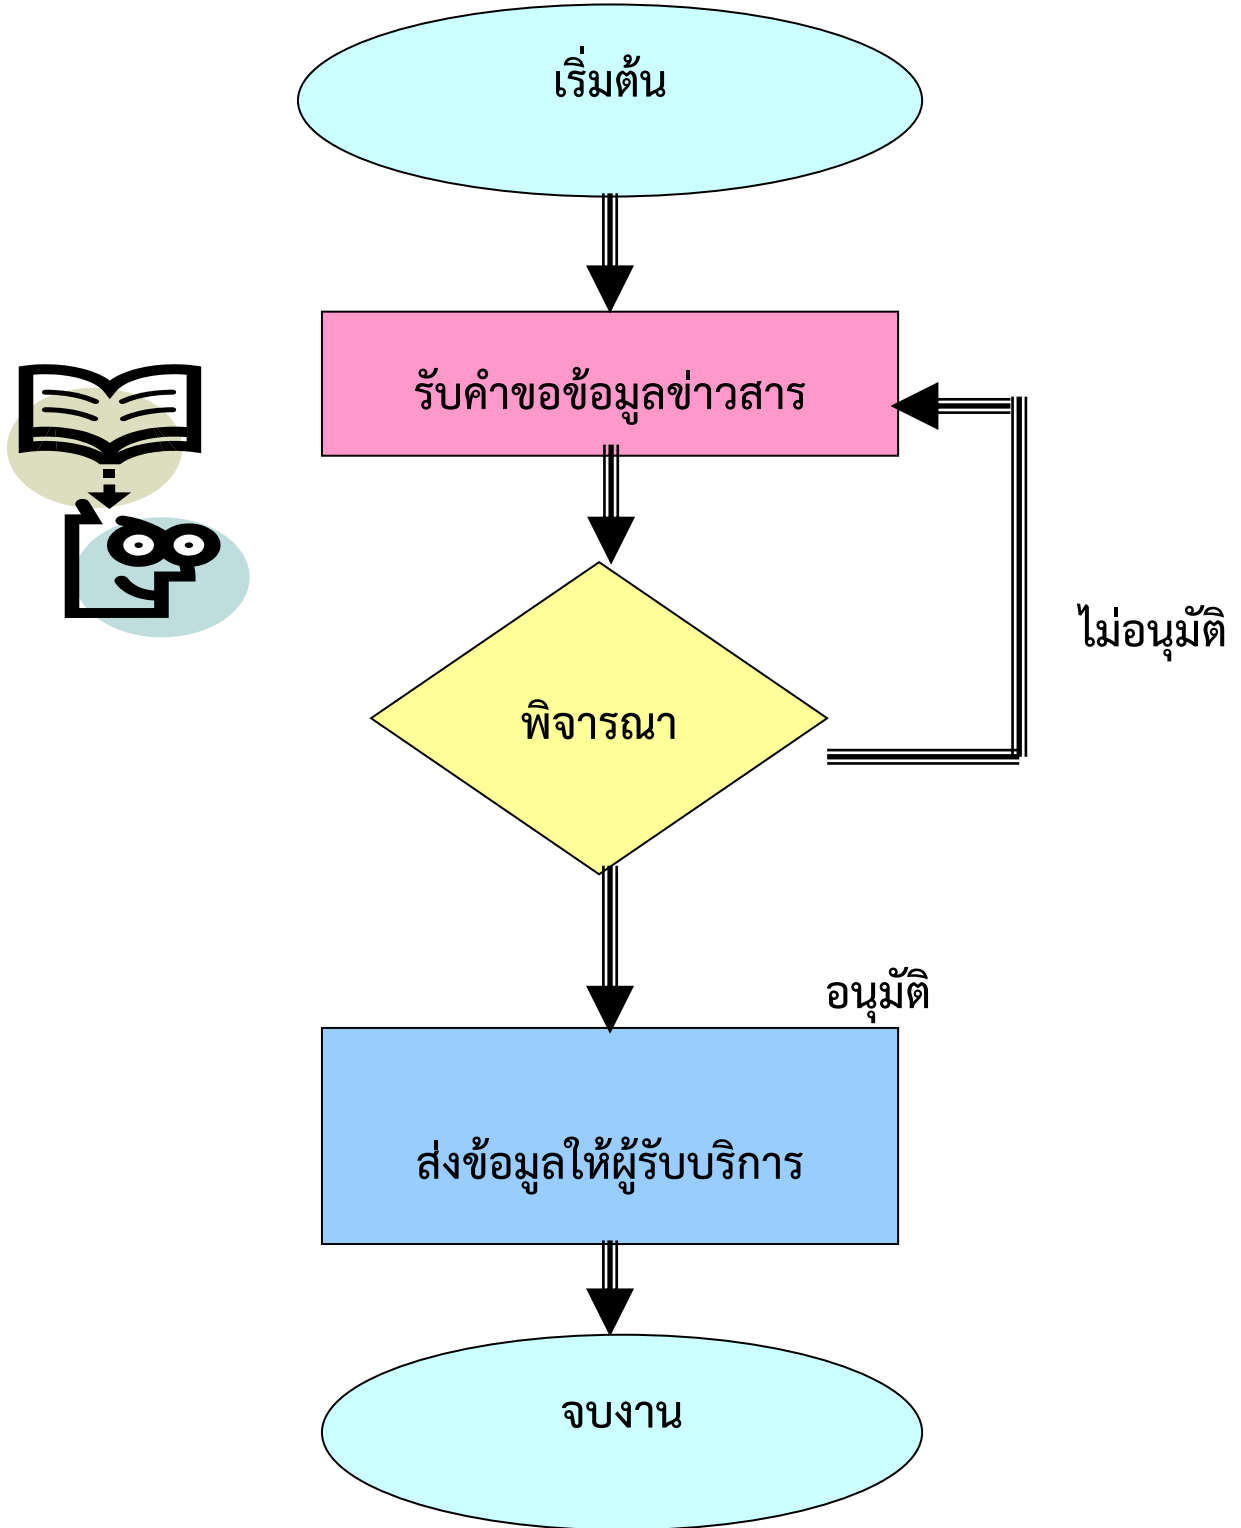 เริ่มต้น
รับคำขอข้อมูลข่าวสาร
ไม่อนุมัติ
พิจารณา
อนุมัติ
ส่งข้อมูลให้ผู้รับบริการ
จบงาน